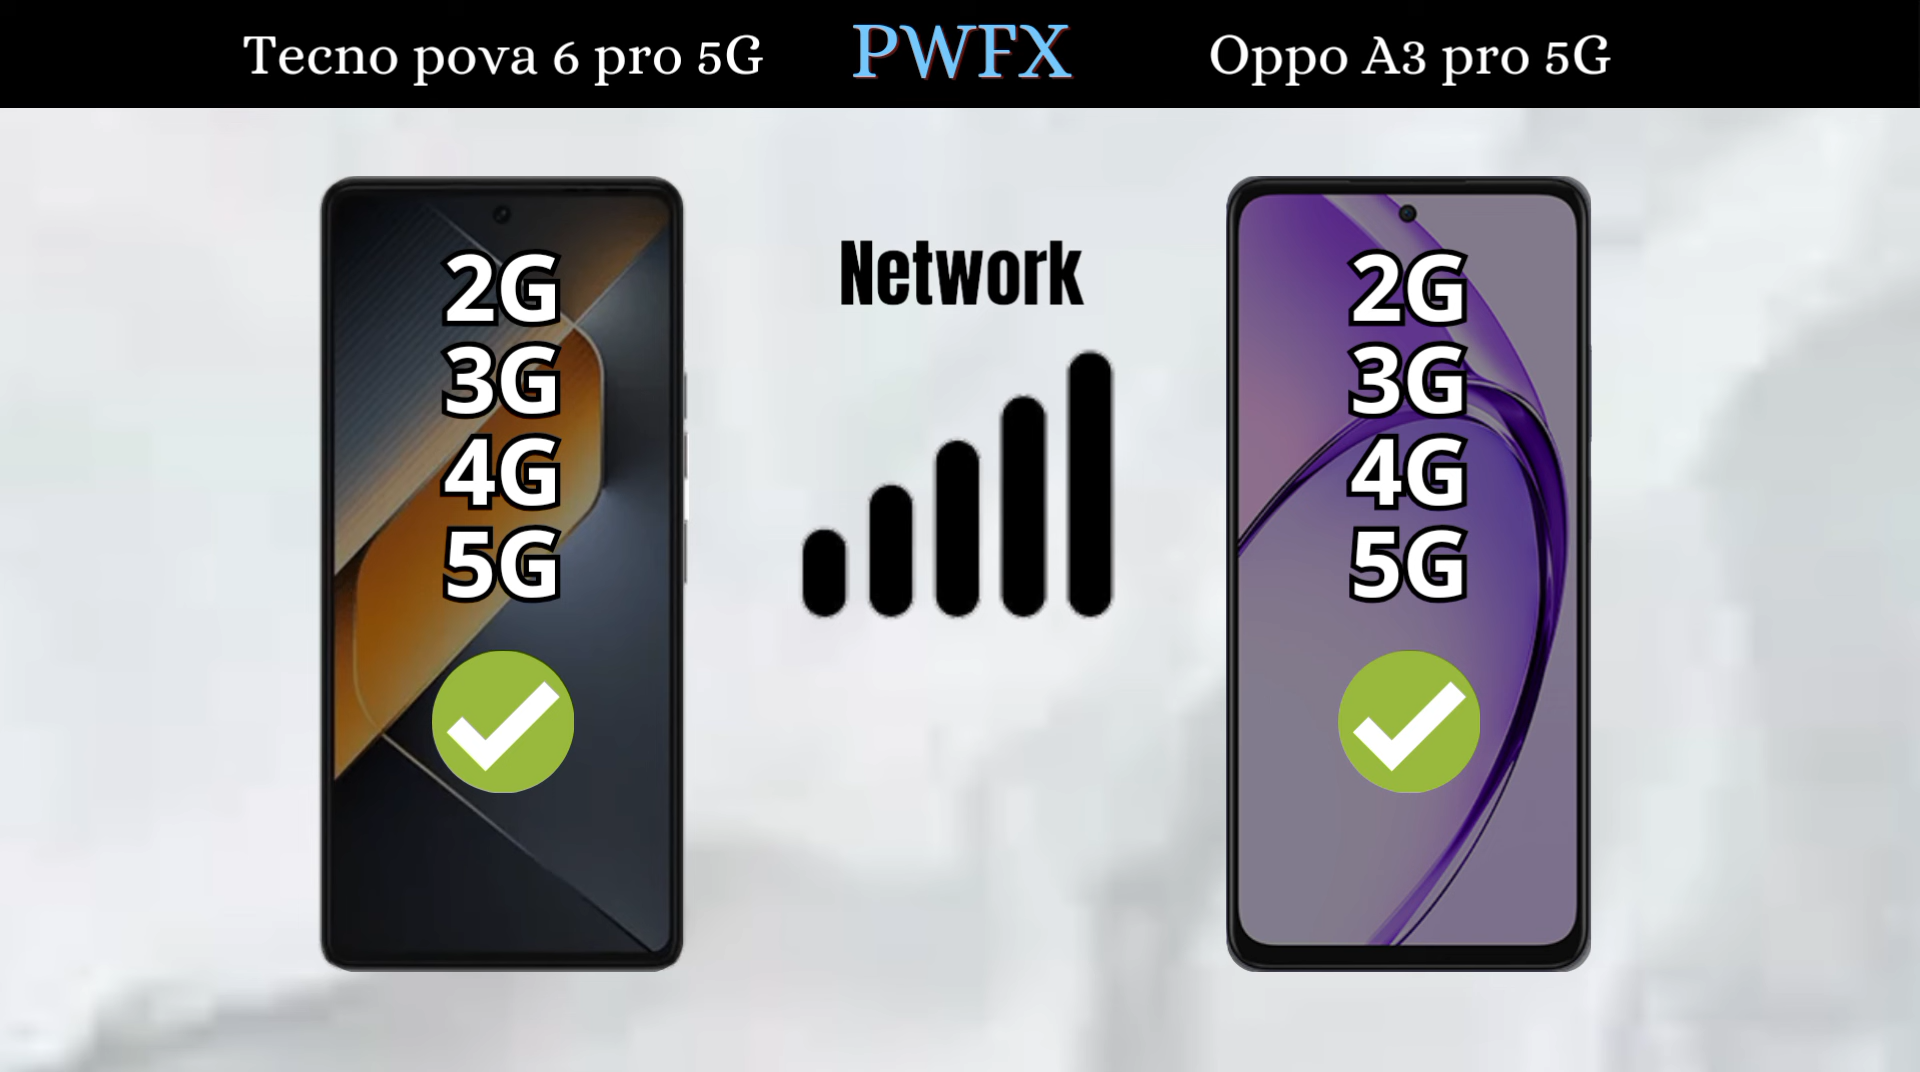 Tecno pova 6 pro 5G
PWFX
Oppo A3 pro 5G
Network
2G
3G
4G
5G
2G
3G
4G
5G